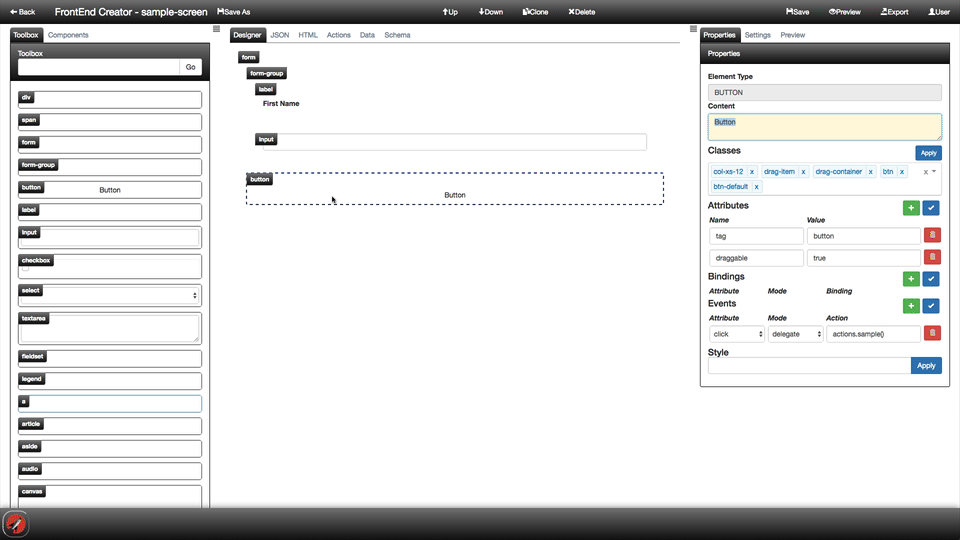 Back FrontEnd Creator - sample-screen Save As Up Down Clone Delete Save Preview Export User
Toolbox Components
Toolbox
Go
div
span
form
form-group
button Button
label
input
checkbox
select
textarea
fieldset
legend
a
article
aside
audio
canvas
Designer JSON HTML Actions Data Schema
form
form-group
label
First Name
input
button
Button
Properties Settings Preview
Properties
Element Type
BUTTON
Content
Button
Classes Apply
col-xs-12 x drag-item x drag-container x btn x x
btn-default x
Attributes
Name Value
tag button
draggable true
Bindings
Attribute Mode Binding
Events
Attribute Mode Action
click delegate actions.sample()
Style
Apply